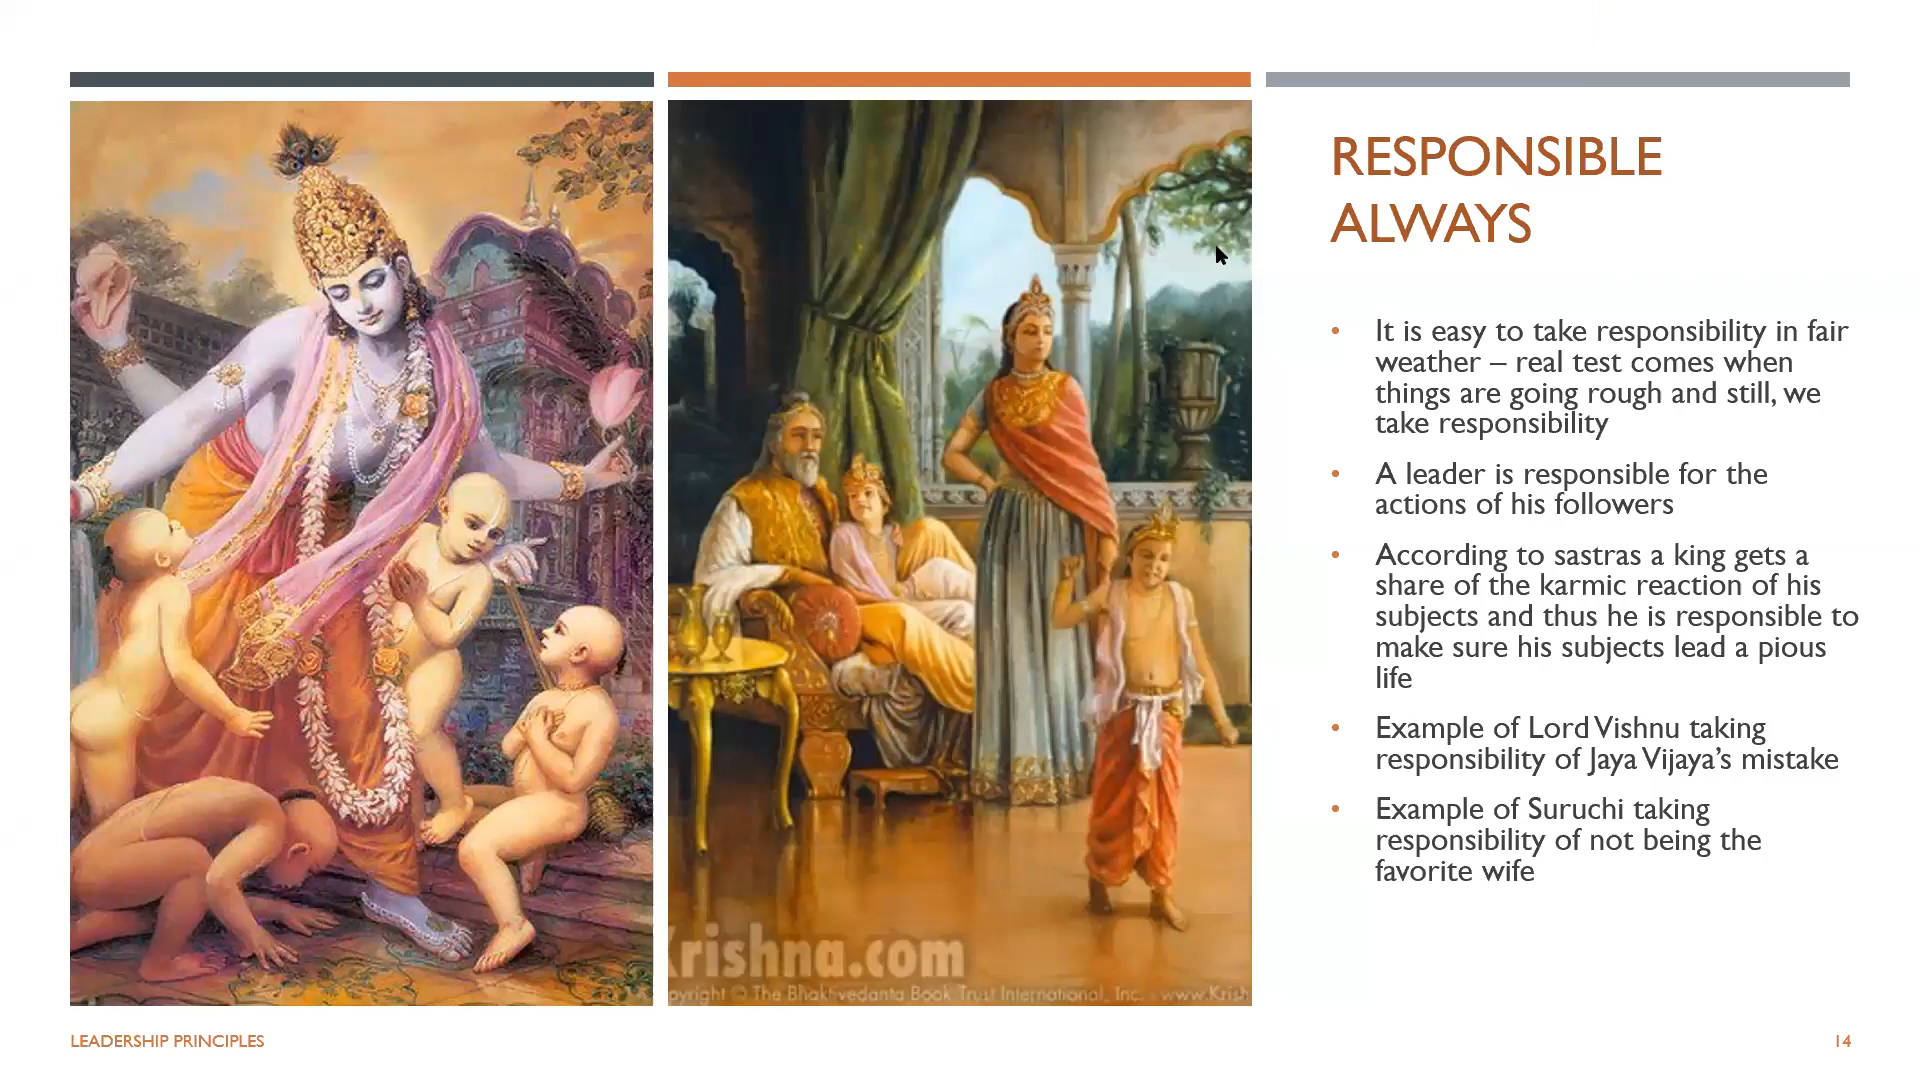 RESPONSIBLE
ALWAYS
• It is easy to take responsibility in fair
weather – real test comes when
things are going rough and still, we
take responsibility
• A leader is responsible for the
actions of his followers
• According to sastras a king gets a
share of the karmic reaction of his
subjects and thus he is responsible to
make sure his subjects lead a pious
life
• Example of Lord Vishnu taking
responsibility of Jaya Vijaya’s mistake
• Example of Suruchi taking
responsibility of not being the
favorite wife
rishna.com
pyright © The Bhaktivedanta Book Trust International, Inc. - www.Krish
LEADERSHIP PRINCIPLES
14